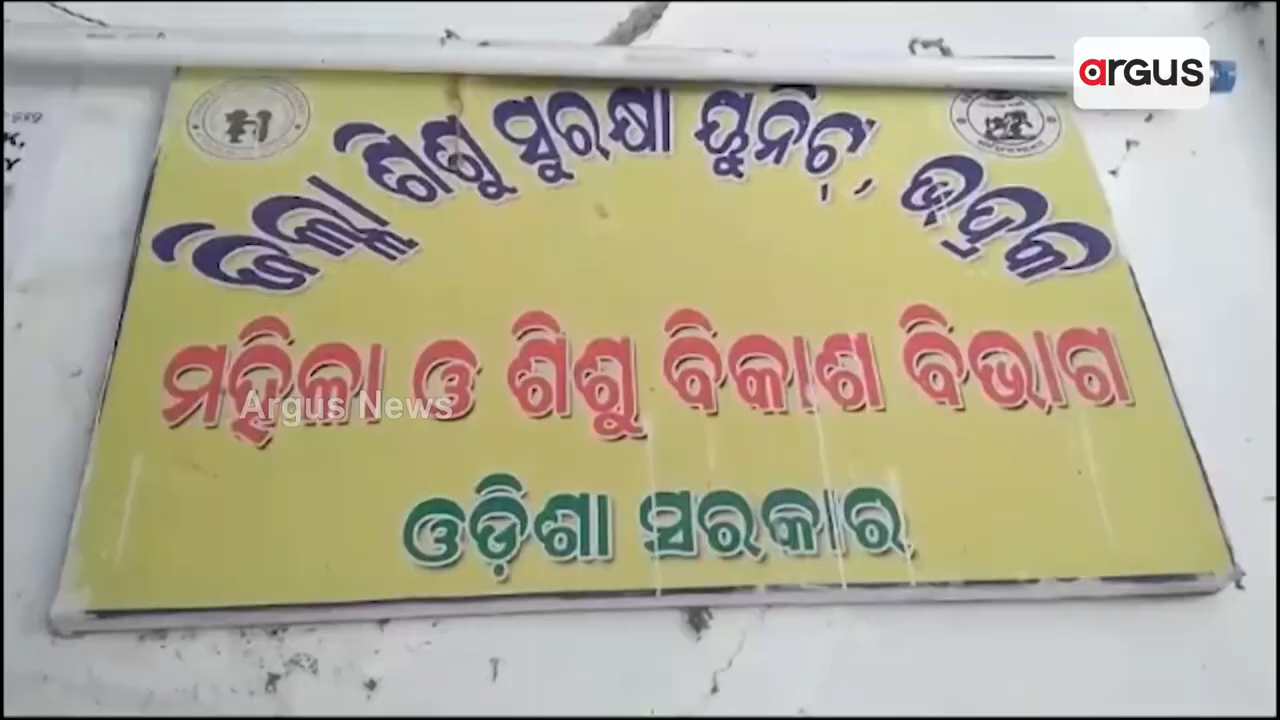 argus
ଜିଲ୍ଲା ଶିଶୁ ସୁରକ୍ଷା ୟୁନିଟ୍, ଭଦ୍ରକ
ମହିଳା ଓ ଶିଶୁ ବିକାଶ ବିଭାଗ
Argus News
ଓଡ଼ିଶା ସରକାର